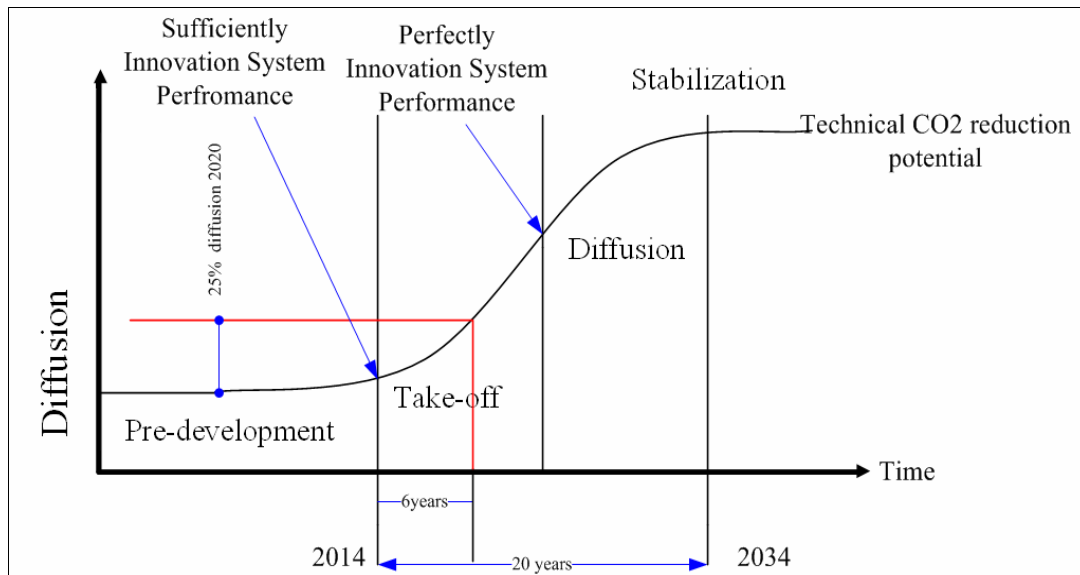 Sufficiently
Innovation System
Perfromance
Perfectly
Innovation System
Performance
Stabilization
Technical CO2 reduction
potential
25% diffusion 2020
Diffusion
Diffusion
Take-off
Pre-development
Time
6years
2014
20 years
2034